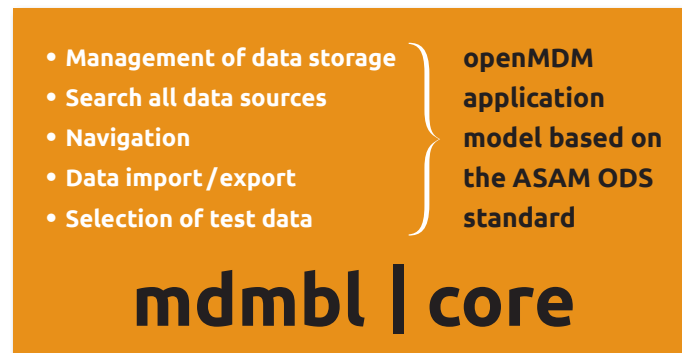 • Management of data storage
• Search all data sources
• Navigation
• Data import/export
• Selection of test data
openMDM
application
model based on
the ASAM ODS
standard
mdmbl | core